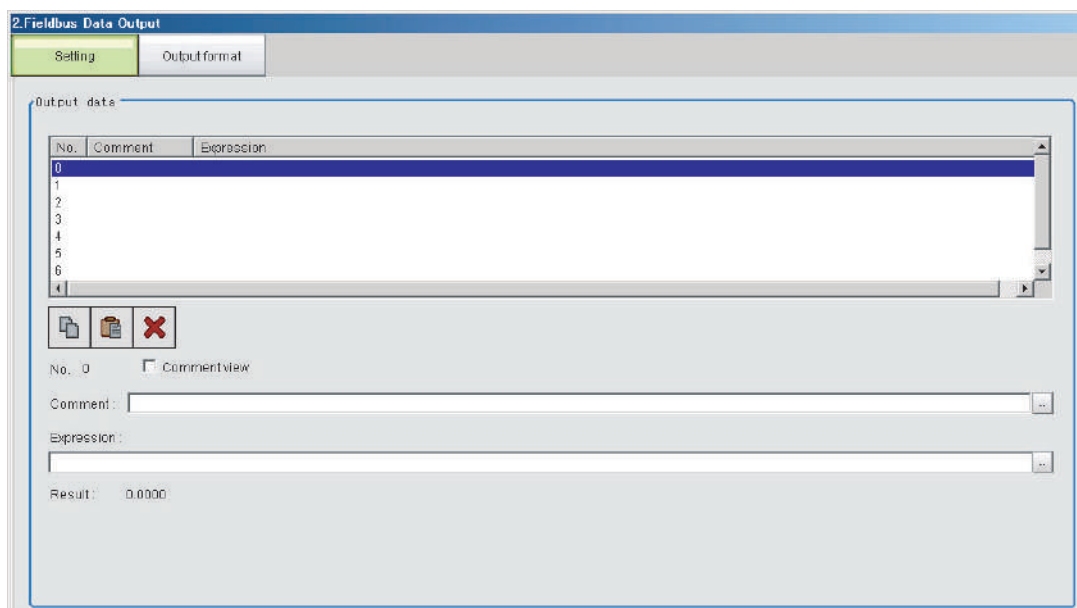 2.Fieldbus Data Output
Setting Output format
Output data
No. Comment Expression
0
1
2
3
4
5
6
No. 0 Comment view
Comment: ..
Expression:
..
Result: 0.0000